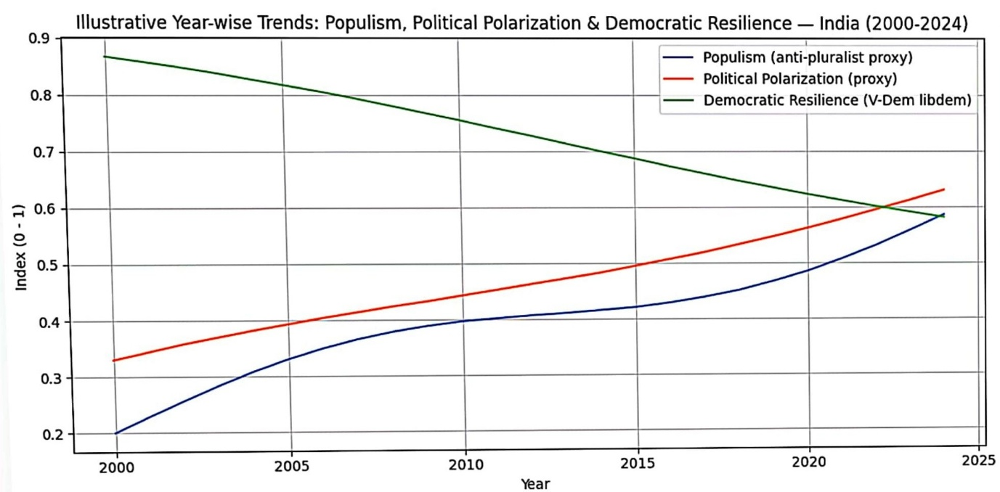 Illustrative Year-wise Trends: Populism, Political Polarization & Democratic Resilience — India (2000-2024)
Populism (anti-pluralist proxy)
Political Polarization (proxy)
Democratic Resilience (V-Dem libdem)
0.9
0.8
0.7
0.6
0.5
0.4
0.3
0.2
Index (0 - 1)
2000 2005 2010 2015 2020 2025
Year